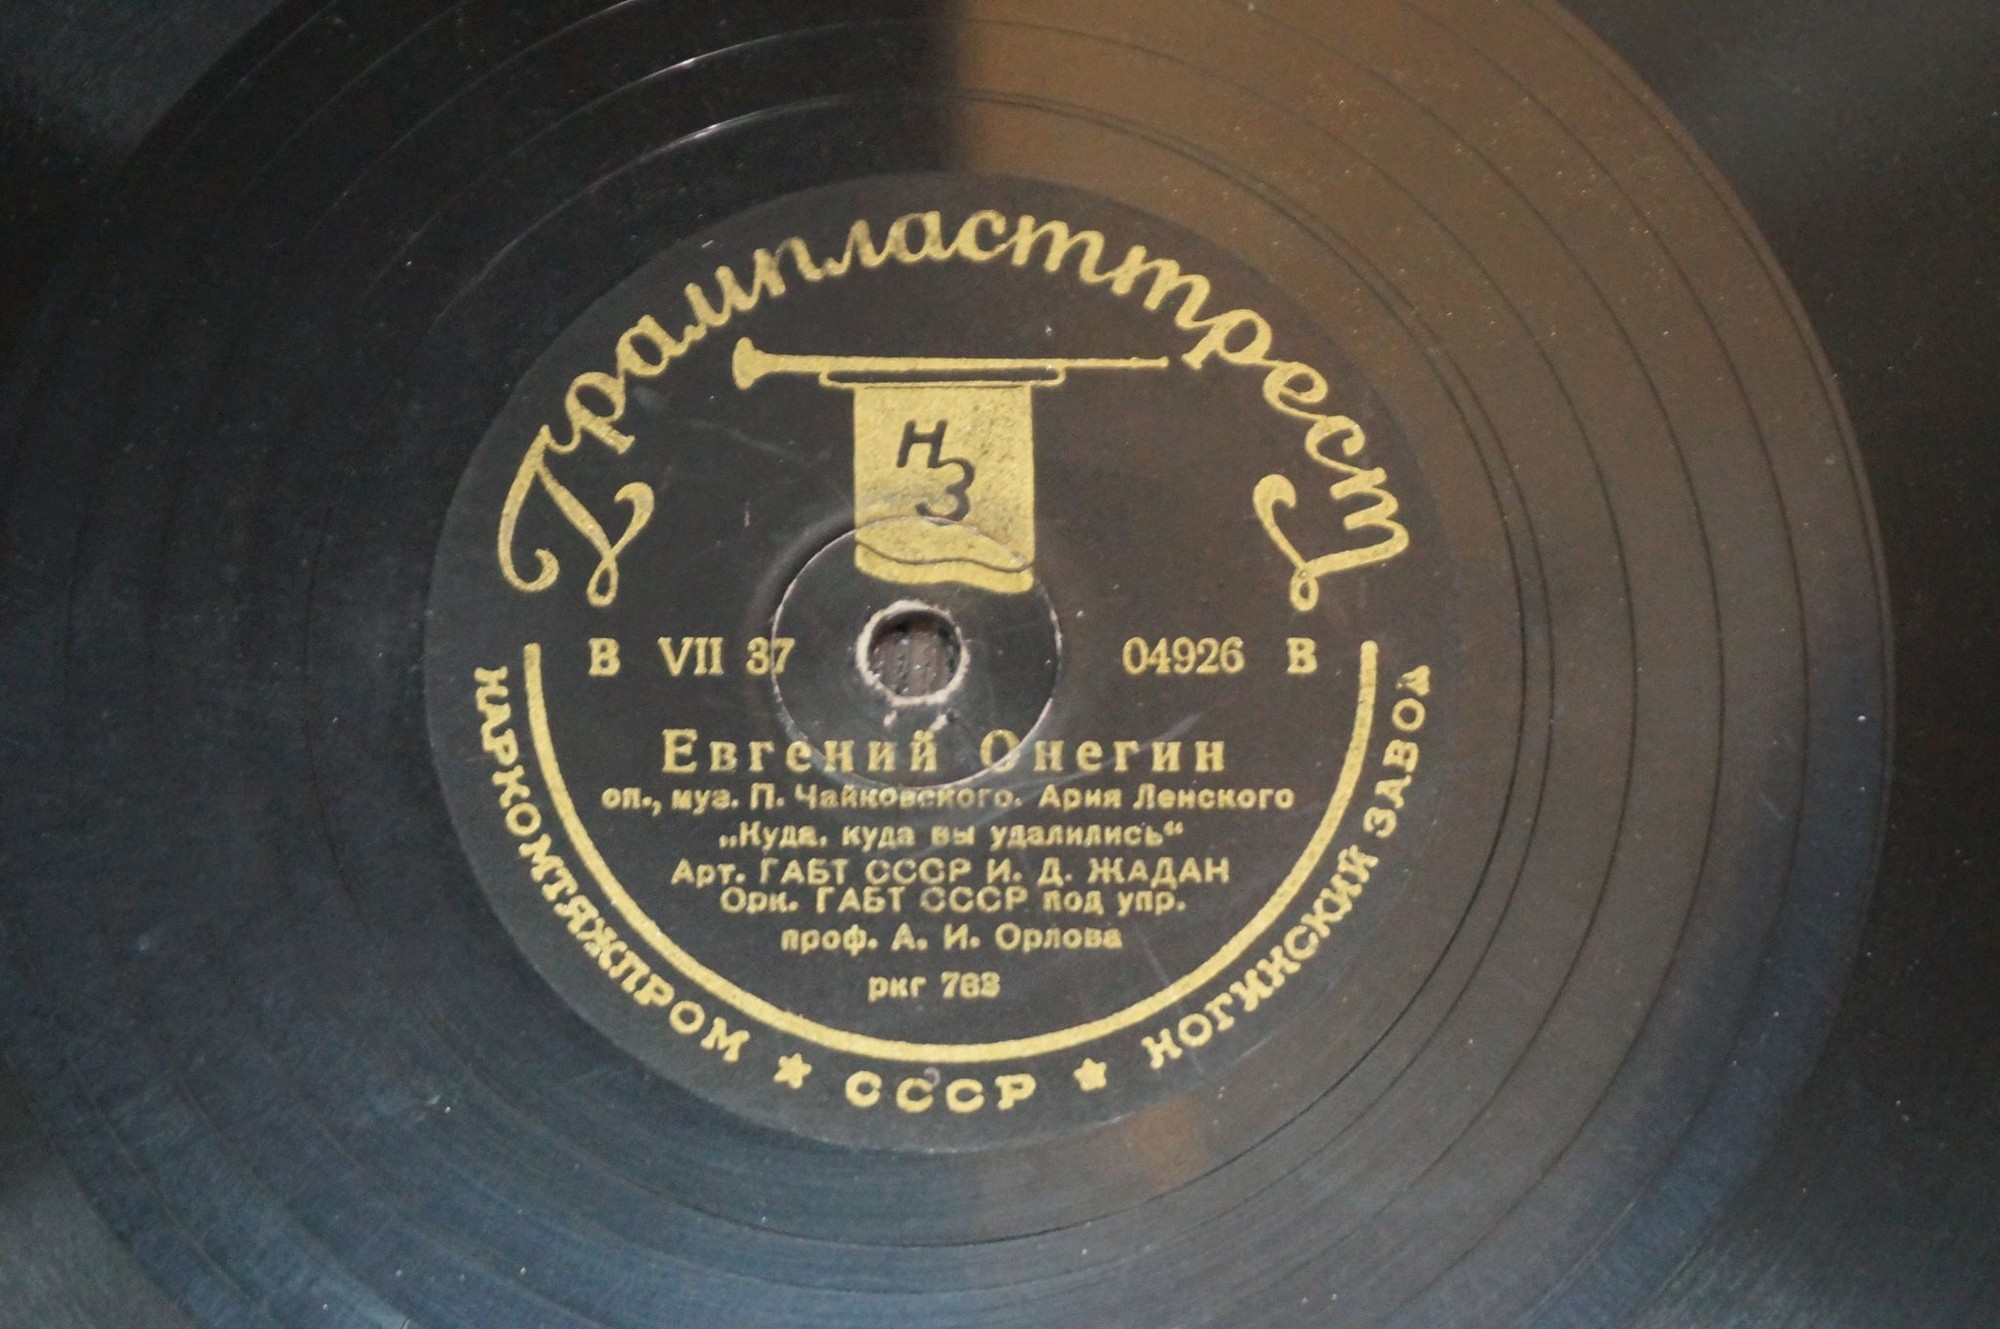 Грампласттрест
НЗ
В VII 37 04926 В
Евгений Онегин
оп., муз. П. Чайковского. Ария Ленского
„Куда, куда вы удалились“
Арт. ГАБТ СССР И. Д. ЖАДАН
Орк. ГАБТ СССР под упр.
проф. А. И. Орлова
ркг 763
НАРКОМТЯЖПРОМ ★ СССР ★ НОГИНСКИЙ ЗАВОД